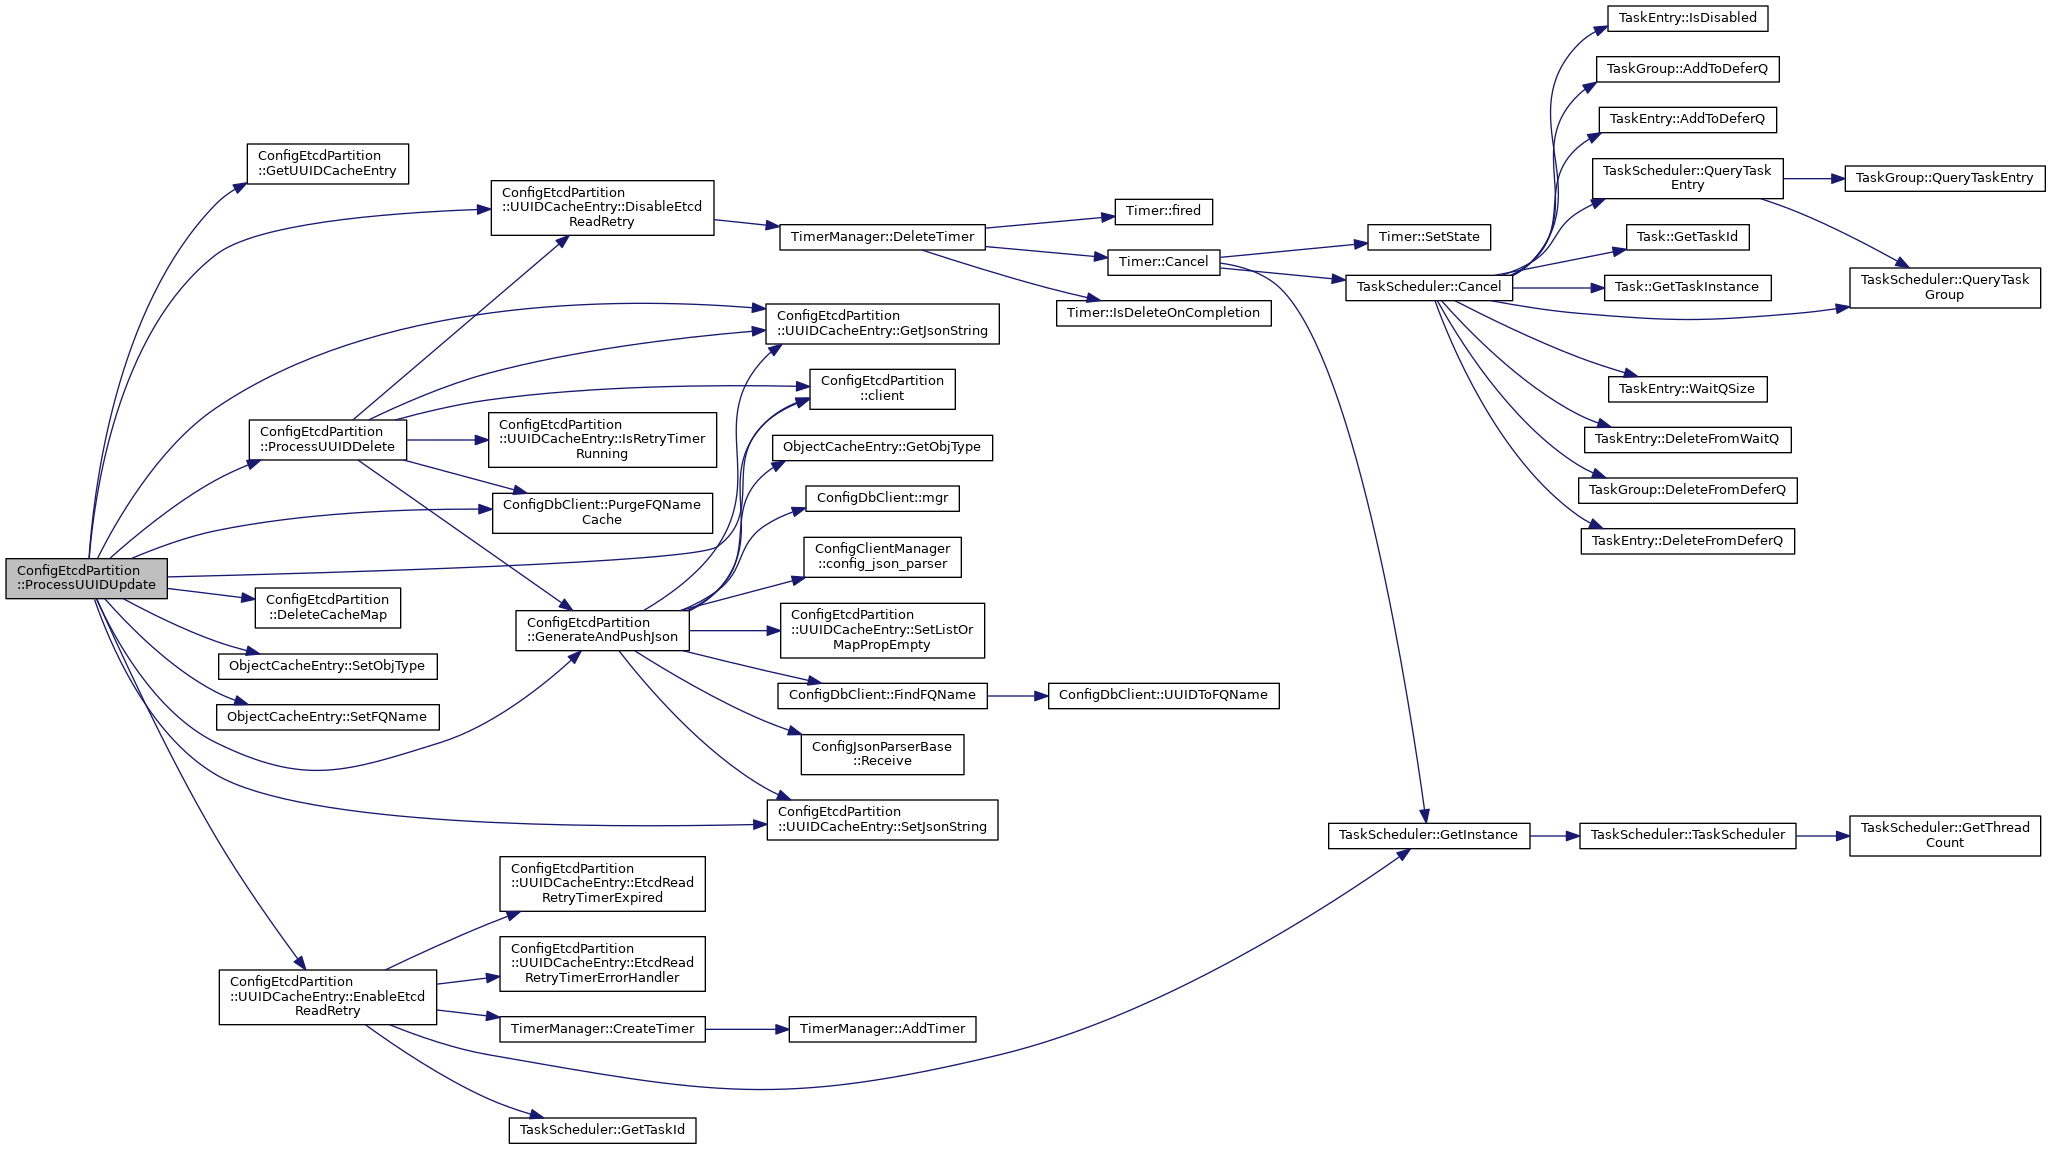 TaskEntry::IsDisabled
TaskGroup::AddToDeferQ
TaskEntry::AddToDeferQ
ConfigEtcdPartition
::GetUUIDCacheEntry
TaskScheduler::QueryTask
Entry
TaskGroup::QueryTaskEntry
ConfigEtcdPartition
::UUIDCacheEntry::DisableEtcd
ReadRetry
Timer::fired
TimerManager::DeleteTimer
Timer::SetState
Task::GetTaskId
Timer::Cancel
TaskScheduler::Cancel
Task::GetTaskInstance
TaskScheduler::QueryTask
Group
Timer::IsDeleteOnCompletion
ConfigEtcdPartition
::UUIDCacheEntry::GetJsonString
ConfigEtcdPartition
::client
TaskEntry::WaitQSize
ConfigEtcdPartition
::ProcessUUIDDelete
ConfigEtcdPartition
::UUIDCacheEntry::IsRetryTimer
Running
ObjectCacheEntry::GetObjType
TaskEntry::DeleteFromWaitQ
ConfigDbClient::PurgeFQName
Cache
ConfigDbClient::mgr
TaskGroup::DeleteFromDeferQ
TaskEntry::DeleteFromDeferQ
ConfigClientManager
::config_json_parser
ConfigEtcdPartition
::ProcessUUIDUpdate
ConfigEtcdPartition
::DeleteCacheMap
ConfigEtcdPartition
::GenerateAndPushJson
ConfigEtcdPartition
::UUIDCacheEntry::SetListOr
MapPropEmpty
ObjectCacheEntry::SetObjType
ConfigDbClient::FindFQName
ConfigDbClient::UUIDToFQName
ObjectCacheEntry::SetFQName
ConfigJsonParserBase
::Receive
ConfigEtcdPartition
::UUIDCacheEntry::SetJsonString
TaskScheduler::GetInstance
TaskScheduler::TaskScheduler
TaskScheduler::GetThread
Count
ConfigEtcdPartition
::UUIDCacheEntry::EtcdRead
RetryTimerExpired
ConfigEtcdPartition
::UUIDCacheEntry::EtcdRead
RetryTimerErrorHandler
ConfigEtcdPartition
::UUIDCacheEntry::EnableEtcd
ReadRetry
TimerManager::CreateTimer
TimerManager::AddTimer
TaskScheduler::GetTaskId